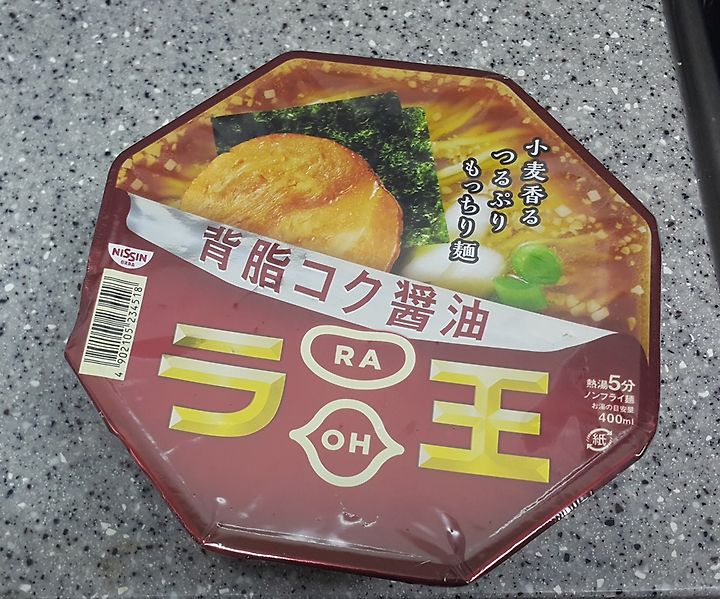 小麦香る
つるぷり
もっちり麺
NISSIN
背脂コク醤油
4 902105 234518
ラ王
RA
OH
熱湯5分
ノンフライ麺
お湯の目安量
400ml
紙